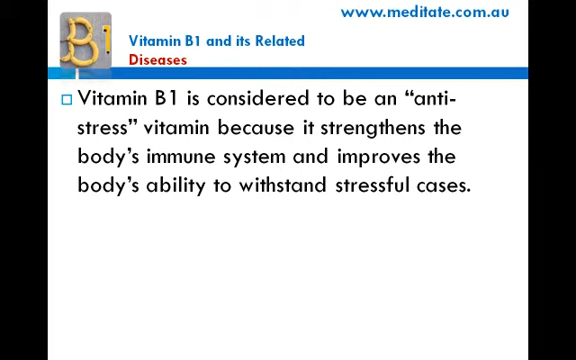 www.meditate.com.au
B1
Vitamin B1 and its Related
Diseases
Vitamin B1 is considered to be an “anti-
stress” vitamin because it strengthens the
body’s immune system and improves the
body’s ability to withstand stressful cases.